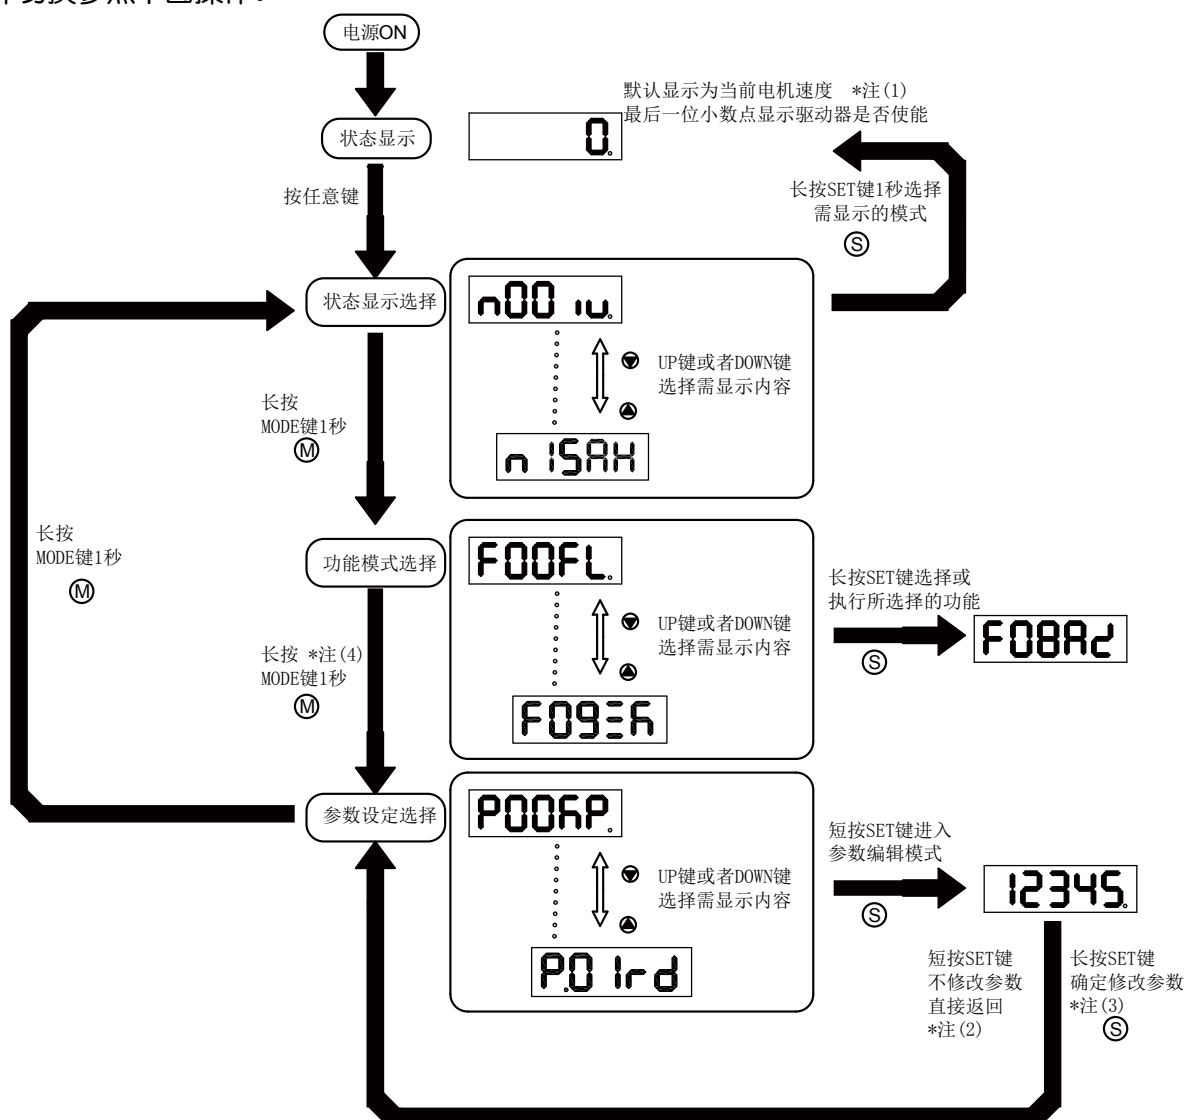 电源ON
默认显示为当前电机速度 *注(1)
最后一位小数点显示驱动器是否使能
状态显示
0.
按任意键
长按SET键1秒选择
需显示的模式
S
状态显示选择
n00 ıu.
UP键或者DOWN键
选择需显示内容
n 15AH
长按
MODE键1秒
M
长按
MODE键1秒
M
功能模式选择
F00FL.
UP键或者DOWN键
选择需显示内容
长按SET键选择或
执行所选择的功能
S
F08Ad
长按 *注(4)
MODE键1秒
M
参数设定选择
UP键或者DOWN键
选择需显示内容
P.01rd
短按SET键进入
参数编辑模式
S
12345.
短按SET键
不修改参数
直接返回
*注(2)
长按SET键
确定修改参数
*注(3)
S